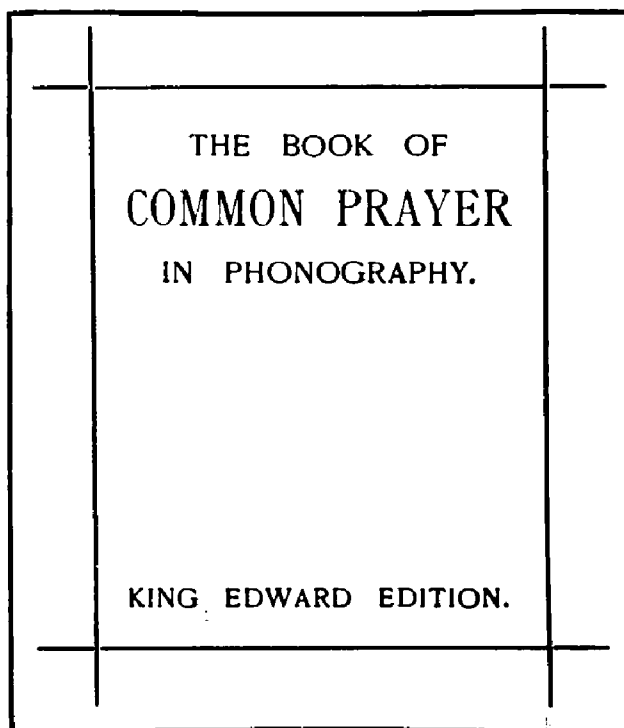 THE BOOK OF
COMMON PRAYER
IN PHONOGRAPHY.
KING EDWARD EDITION.